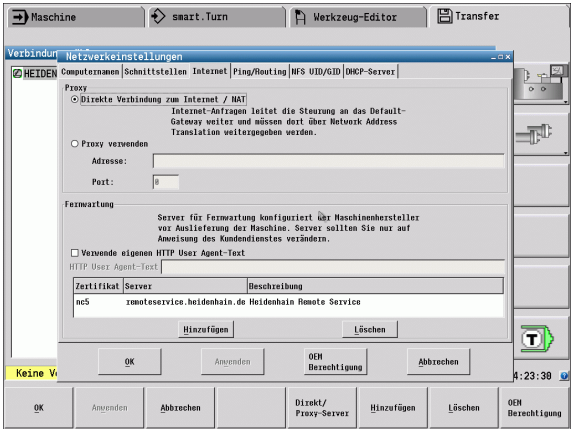 Maschine
smart.Turn
Werkzeug-Editor
Transfer
Netzwerkeinstellungen
HEIDEN
Computernamen Schnittstellen Internet Ping/Routing NFS UID/GID DHCP-Server
Proxy
Direkte Verbindung zum Internet / NAT
Internet-Anfragen leitet die Steurung an das Default-
Gateway weiter und müssen dort über Network Address
Translation weitergegeben werden.
Proxy verwenden
Adresse:
Port: 0
Fernwartung
Server für Fernwartung konfiguriert der Maschinenhersteller
vor Auslieferung der Maschine. Server sollten Sie nur auf
Anweisung des Kundendienstes verändern.
Verwende eigenen HTTP User Agent-Text
HTTP User Agent-Text
Zertifikat Server Beschreibung
nc5 remoteservice.heidenhain.de Heidenhain Remote Service
Hinzufügen Löschen
OK Anwenden OEM Berechtigung Abbrechen
T
Keine
4:23:30
OK Anwenden Abbrechen Direkt/ Proxy-Server Hinzufügen Löschen OEM Berechtigung